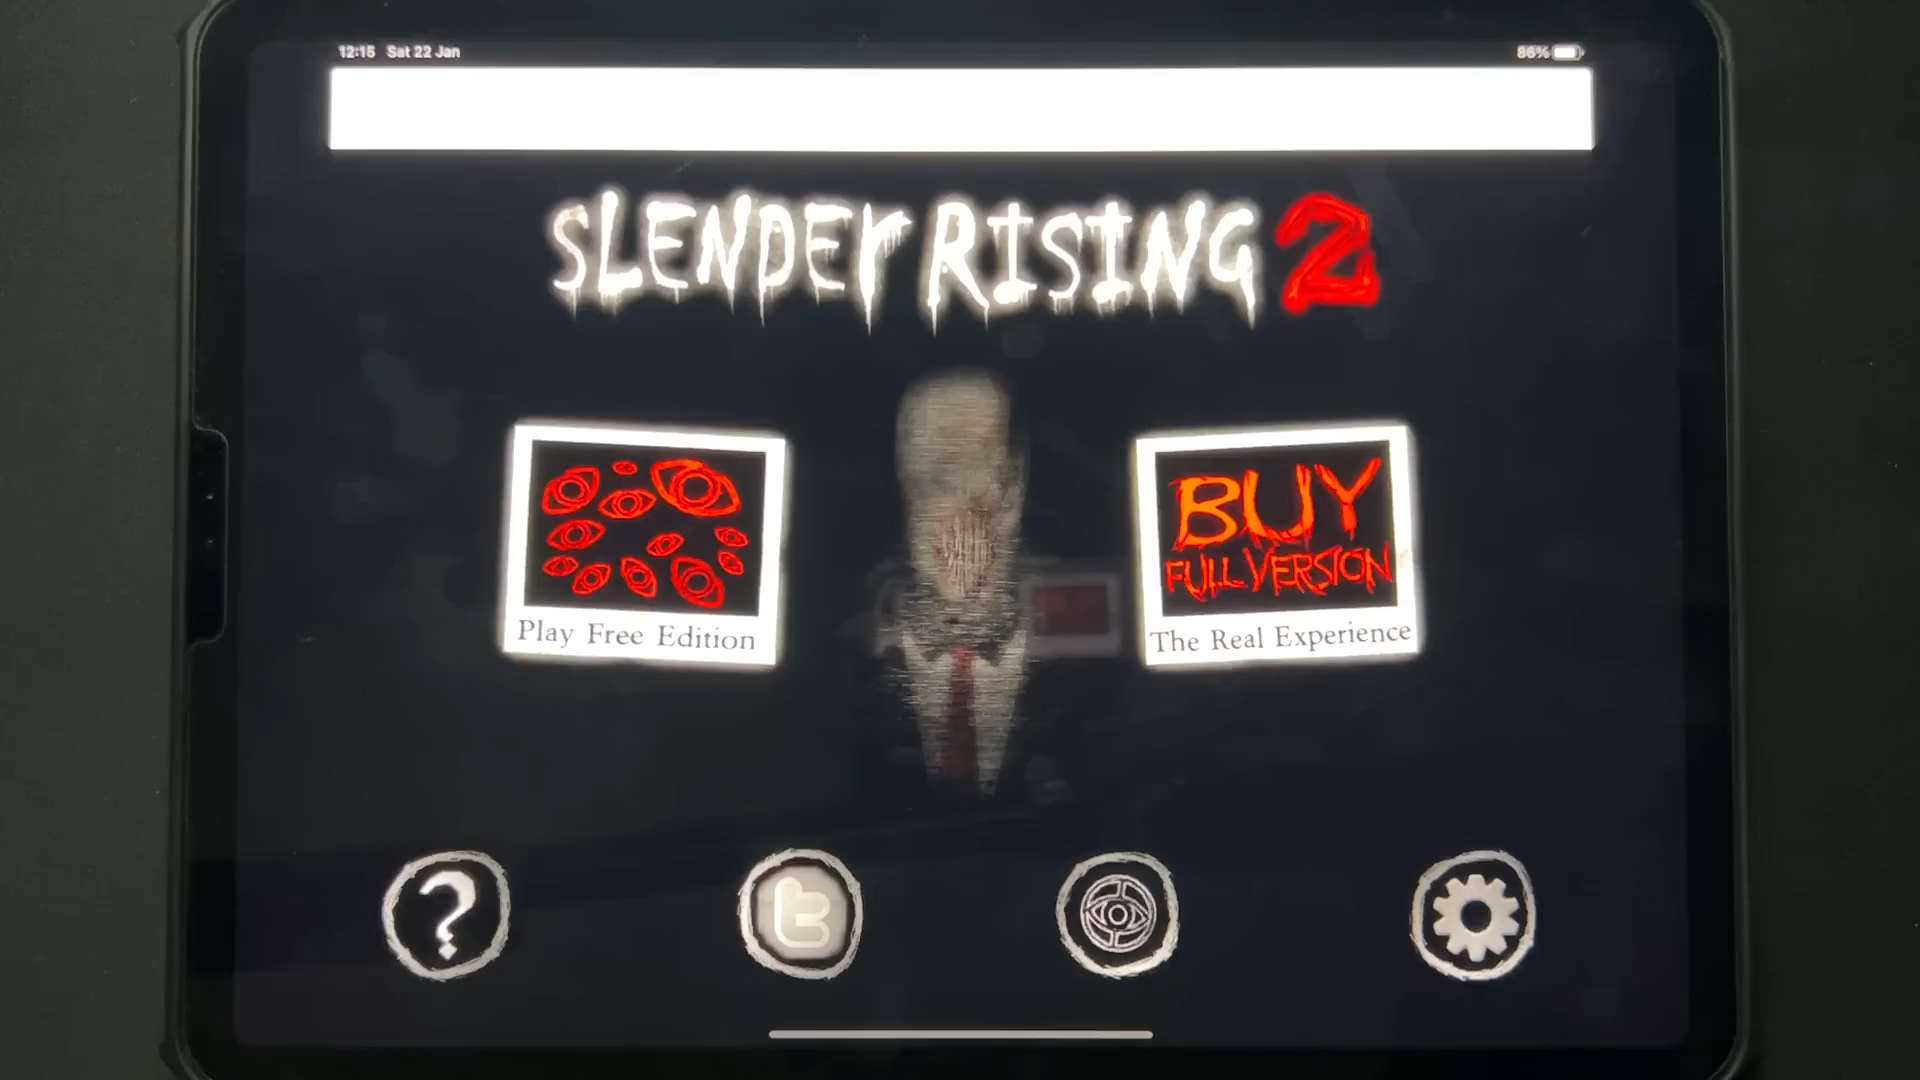 12:15 Sat 22 Jan
86%
SLENDER RISING 2
BUY
FULL VERSION
Play Free Edition
The Real Experience
?
t